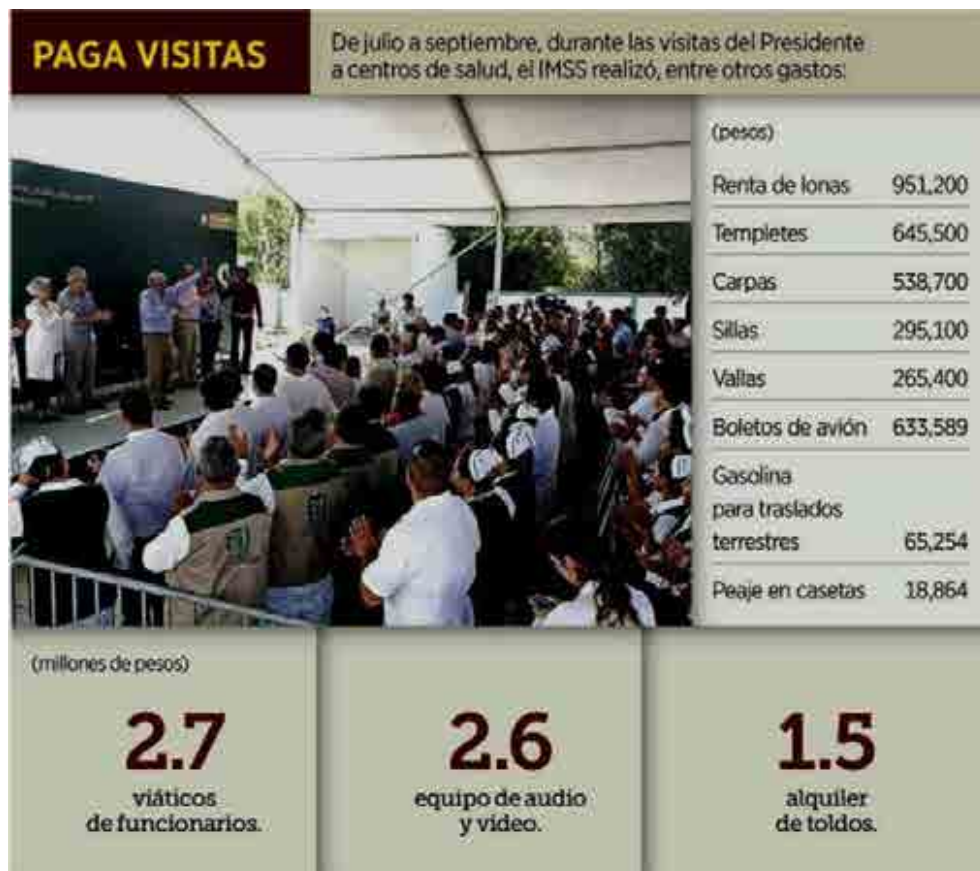 PAGA VISITAS
De julio a septiembre, durante las visitas del Presidente
a centros de salud, el IMSS realizó, entre otros gastos:
(pesos)
Renta de lonas 951,200
Templetes 645,500
Carpas 538,700
Sillas 295,100
Vallas 265,400
Boletos de avión 633,589
Gasolina
para traslados
terrestres 65,254
Peaje en casetas 18,864
(millones de pesos)
2.7
viáticos
de funcionarios.
2.6
equipo de audio
y video.
1.5
alquiler
de toldos.